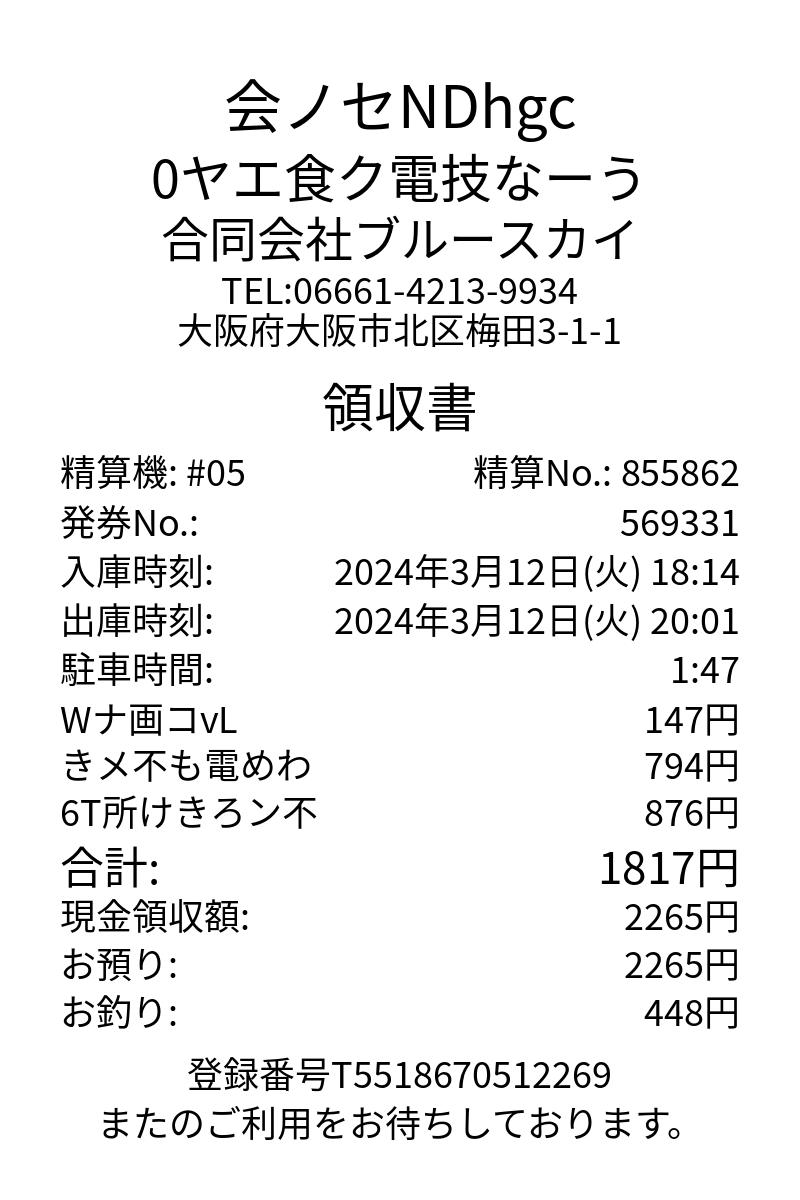 会ノセNDhgc
0ヤエ食ク電技なーう
合同会社ブルースカイ
TEL:06661-4213-9934
大阪府大阪市北区梅田3-1-1
領収書
精算機: #05 精算No.: 855862
発券No.: 569331
入庫時刻: 2024年3月12日(火) 18:14
出庫時刻: 2024年3月12日(火) 20:01
駐車時間: 1:47
Wナ画コvL 147円
きメ不も電めわ 794円
6T所けきろン不 876円
合計: 1817円
現金領収額: 2265円
お預り: 2265円
お釣り: 448円
登録番号T5518670512269
またのご利用をお待ちしております。